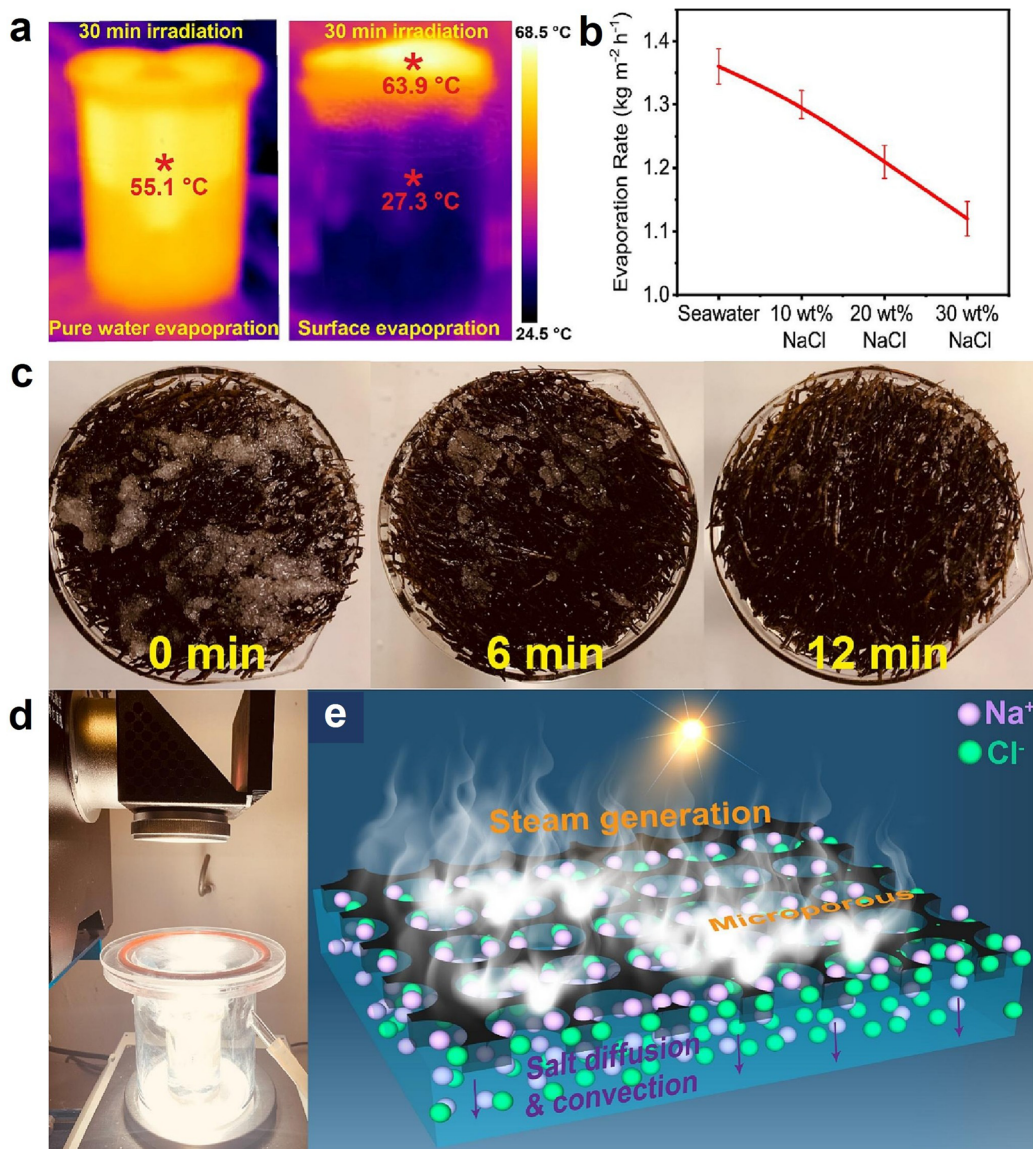 a
30 min irradiation
*
55.1 °C
Pure water evapopration
30 min irradiation
*
63.9 °C
*
27.3 °C
Surface evapopration
68.5 °C
24.5 °C
b
Evaporation Rate (kg m⁻² h⁻¹)
1.4
1.3
1.2
1.1
1.0
Seawater
10 wt%
NaCl
20 wt%
NaCl
30 wt%
NaCl
c
0 min
6 min
12 min
d
e
Na⁺
Cl⁻
Steam generation
Microporous
Salt diffusion
& convection